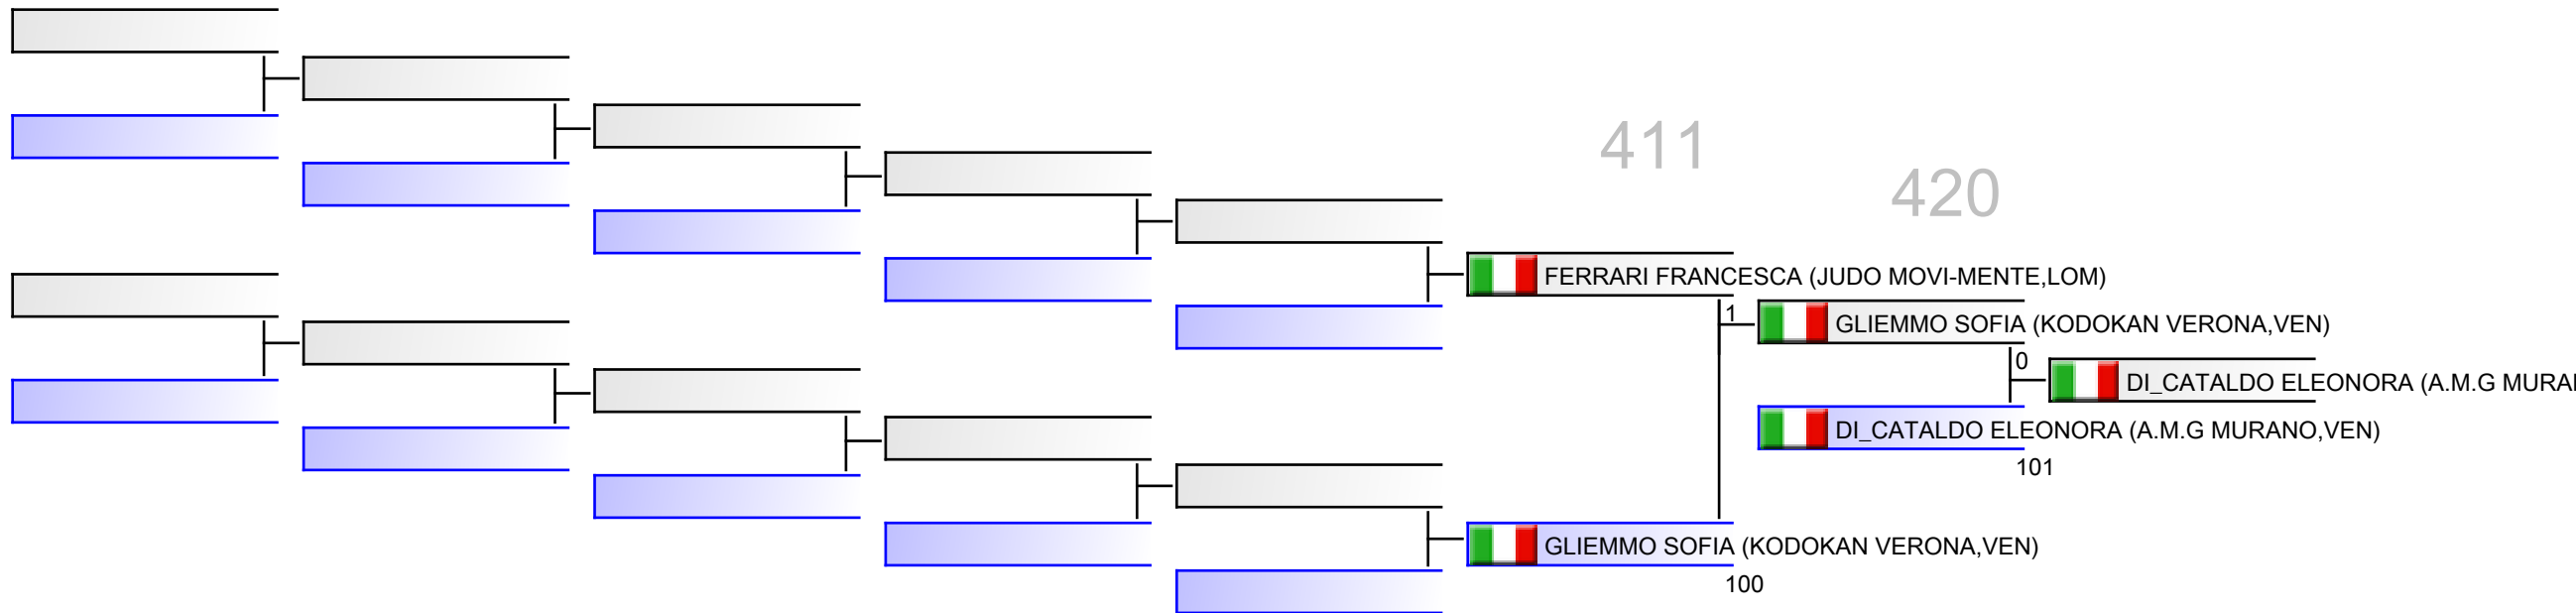 411
420
FERRARI FRANCESCA (JUDO MOVI-MENTE,LOM)
1
GLIEMMO SOFIA (KODOKAN VERONA,VEN)
0
DI_CATALDO ELEONORA (A.M.G
DI_CATALDO ELEONORA (A.M.G MURANO,VEN)
101
GLIEMMO SOFIA (KODOKAN VERONA,VEN)
100